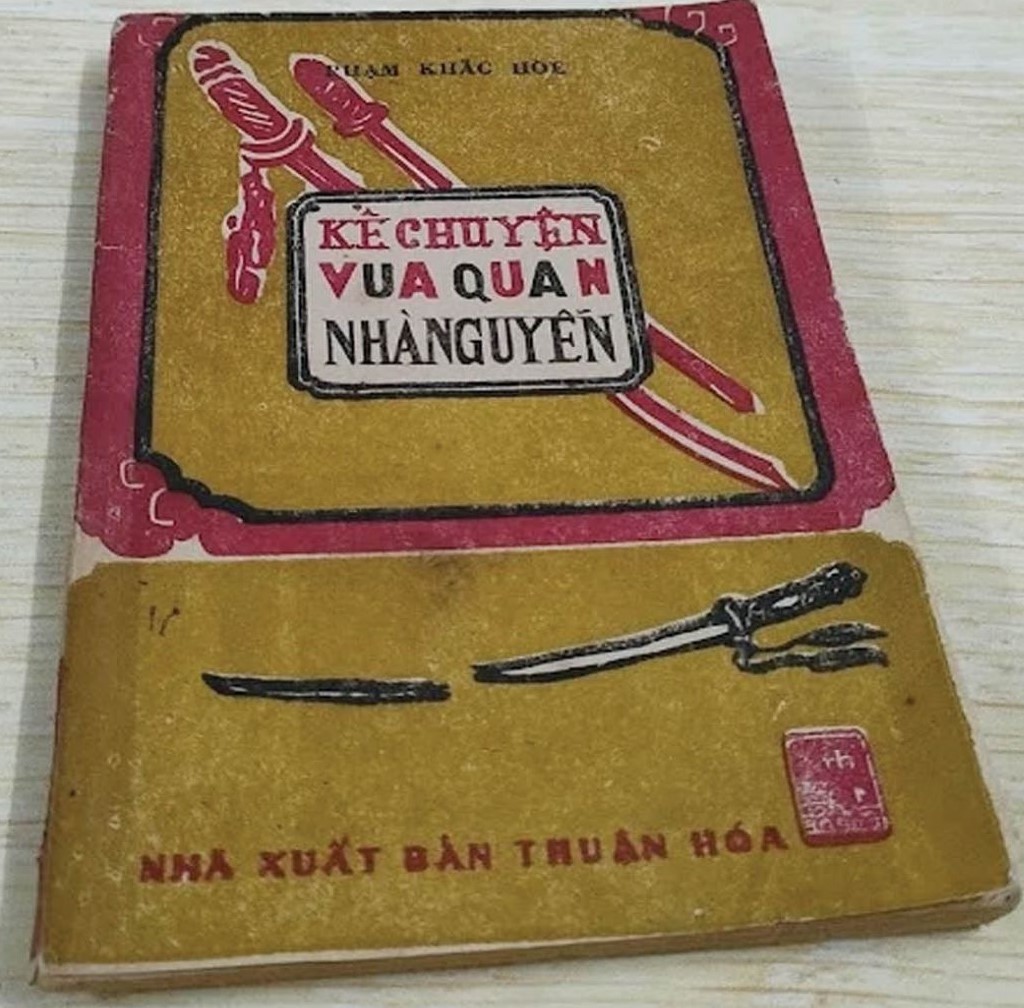 PHẠM KHẮC HÒE
KỂ CHUYỆN
VUA QUAN
NHÀ NGUYỄN
NHÀ XUẤT BẢN THUẬN HÓA